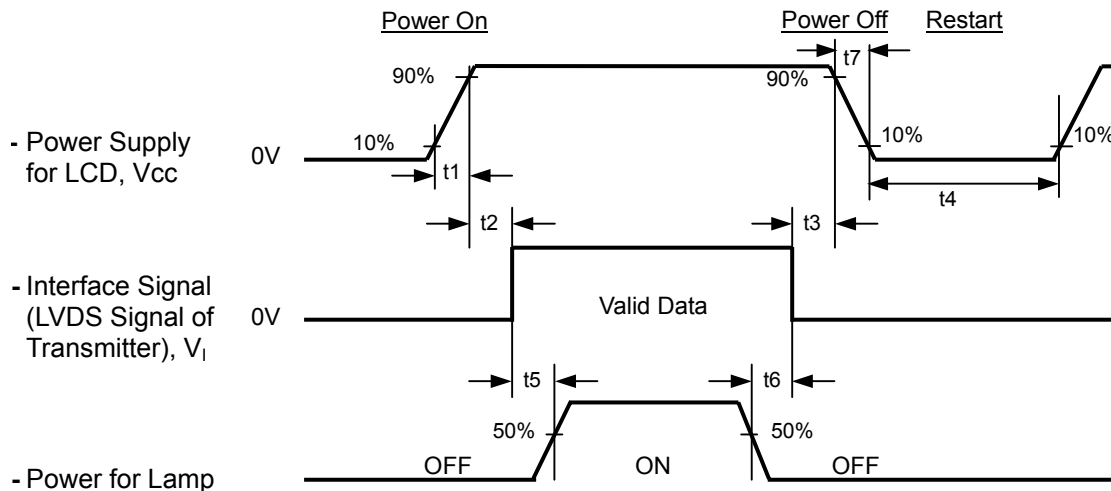 Power On
Power Off
Restart
t7
90%
90%
- Power Supply
for LCD, Vcc
0V
10%
10%
10%
t1
t4
t2
t3
- Interface Signal
(LVDS Signal of
Transmitter), VI
0V
Valid Data
t5
t6
50%
50%
- Power for Lamp
OFF
ON
OFF